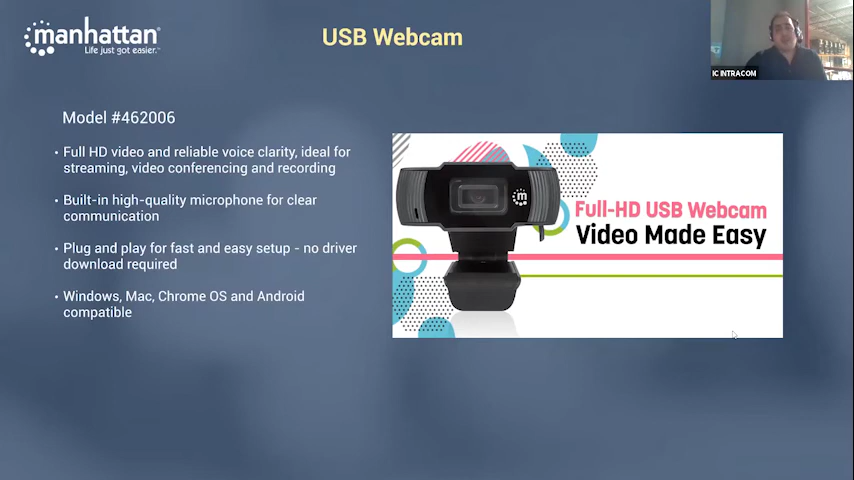 manhattan
Life just got easier.™
USB Webcam
IC INTRACOM
Model #462006
• Full HD video and reliable voice clarity, ideal for
streaming, video conferencing and recording
• Built-in high-quality microphone for clear
communication
• Plug and play for fast and easy setup - no driver
download required
• Windows, Mac, Chrome OS and Android
compatible
m
Full-HD USB Webcam
Video Made Easy